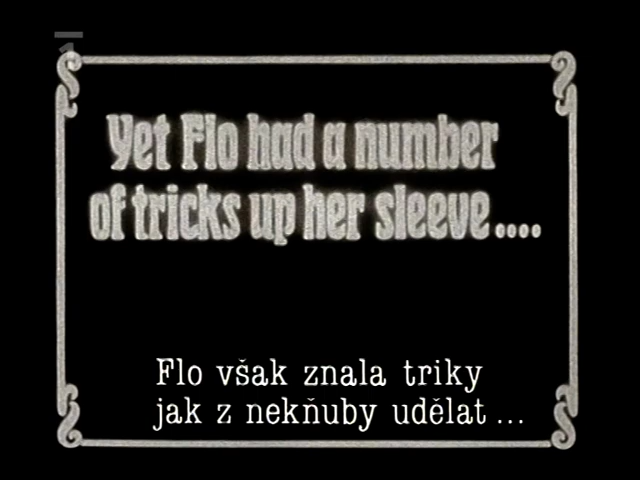 Yet Flo had a number
of tricks up her sleeve....
Flo však znala triky
jak z nekňuby udělat...